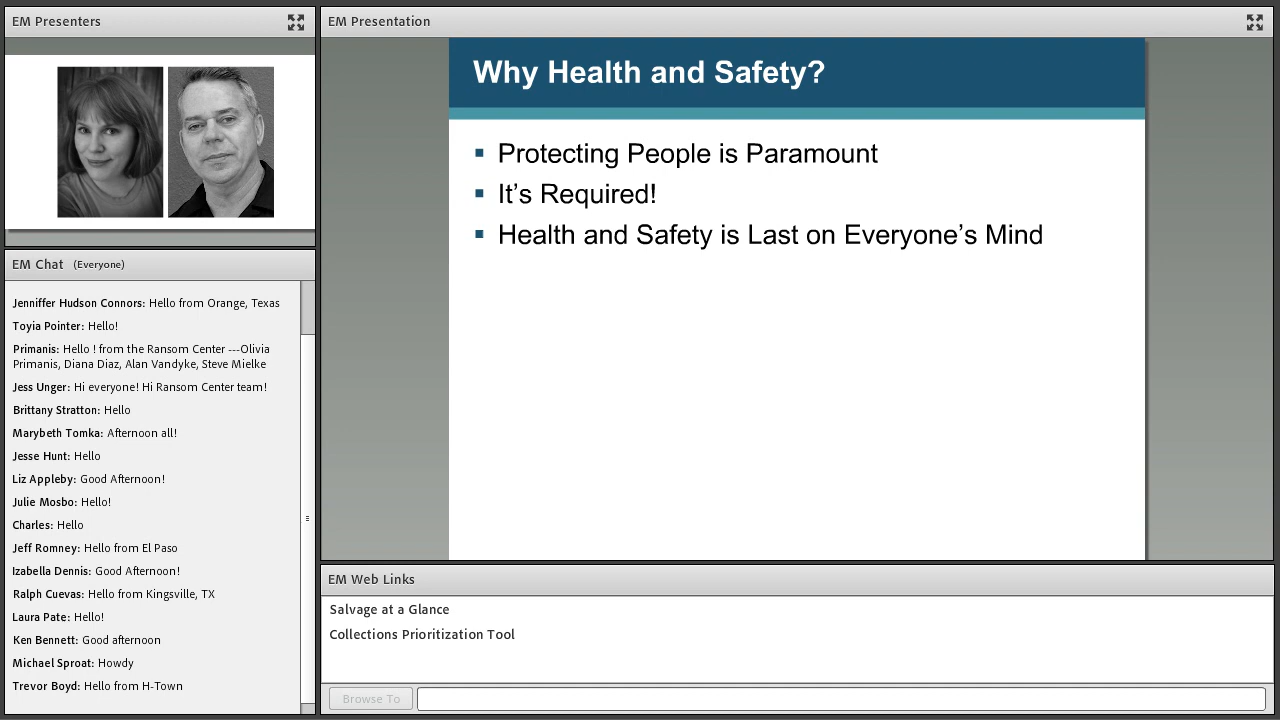 EM Presenters
EM Chat (Everyone)
Jenniffer Hudson Connors: Hello from Orange, Texas
Toyia Pointer: Hello!
Primanis: Hello ! from the Ransom Center ---Olivia
Primanis, Diana Diaz, Alan Vandyke, Steve Mielke
Jess Unger: Hi everyone! Hi Ransom Center team!
Brittany Stratton: Hello
Marybeth Tomka: Afternoon all!
Jesse Hunt: Hello
Liz Appleby: Good Afternoon!
Julie Mosbo: Hello!
Charles: Hello
Jeff Romney: Hello from El Paso
Izabella Dennis: Good Afternoon!
Ralph Cuevas: Hello from Kingsville, TX
Laura Pate: Hello!
Ken Bennett: Good afternoon
Michael Sproat: Howdy
Trevor Boyd: Hello from H-Town
EM Presentation
Why Health and Safety?
▪ Protecting People is Paramount
▪ It’s Required!
▪ Health and Safety is Last on Everyone’s Mind
EM Web Links
Salvage at a Glance
Collections Prioritization Tool
Browse To